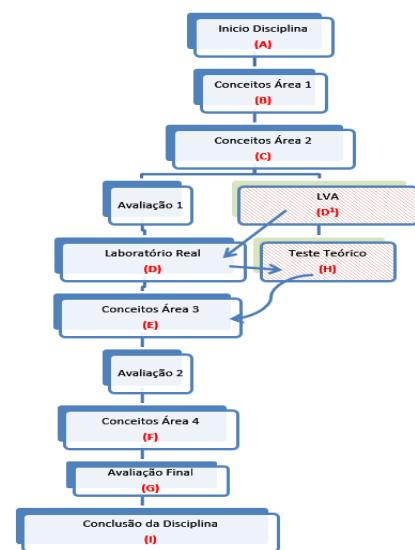 Inicio Disciplina
(A)
Conceitos Área 1
(B)
Conceitos Área 2
(C)
Avaliação 1
LVA
(D¹)
Laboratório Real
(D)
Teste Teórico
(H)
Conceitos Área 3
(E)
Avaliação 2
Conceitos Área 4
(F)
Avaliação Final
(G)
Conclusão da Disciplina
(I)